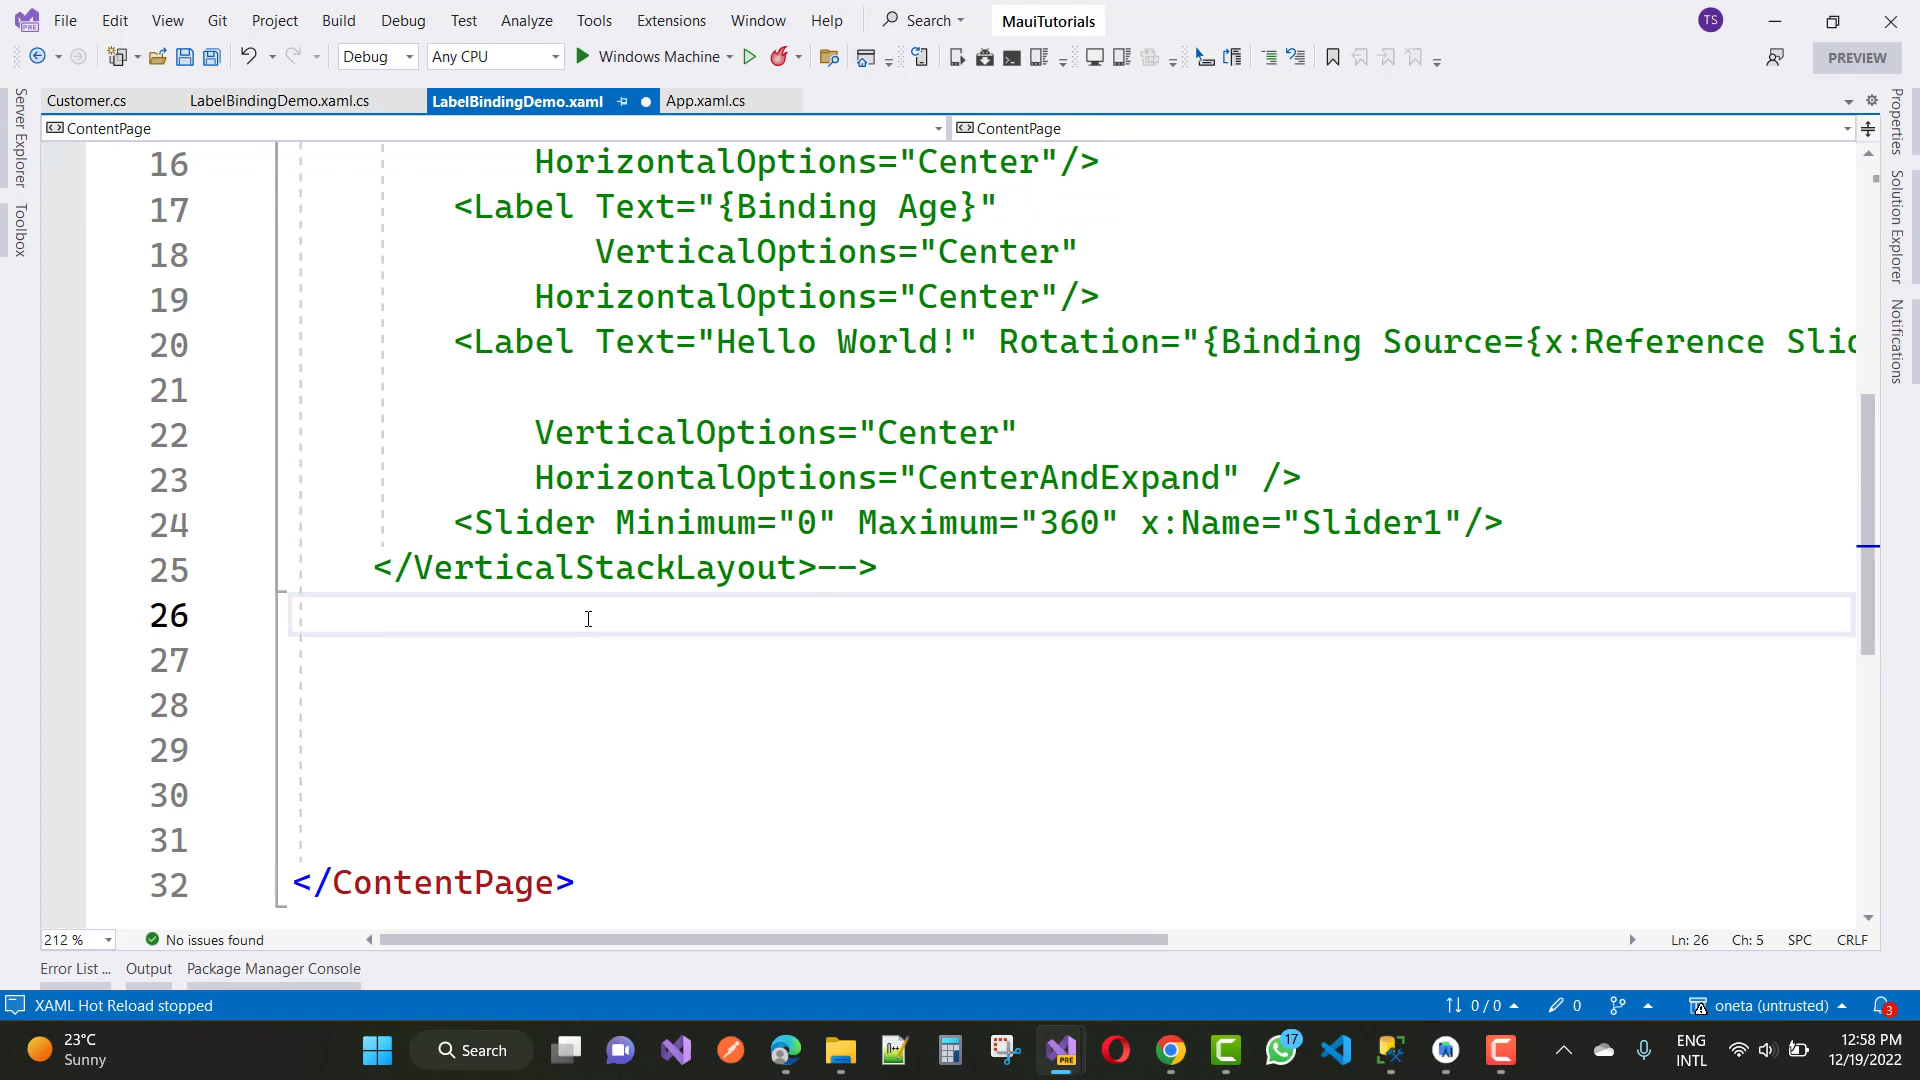 File Edit View Git Project Build Debug Test Analyze Tools Extensions Window Help Search MauiTutorials TS
Debug Any CPU Windows Machine PREVIEW
Customer.cs LabelBindingDemo.xaml.cs LabelBindingDemo.xaml App.xaml.cs
ContentPage ContentPage
Server Explorer
Toolbox
Properties
Solution Explorer
Notifications
16 HorizontalOptions="Center"/>
17 <Label Text="{Binding Age}"
18 VerticalOptions="Center"
19 HorizontalOptions="Center"/>
20 <Label Text="Hello World!" Rotation="{Binding Source={x:Reference Slid
21
22 VerticalOptions="Center"
23 HorizontalOptions="CenterAndExpand" />
24 <Slider Minimum="0" Maximum="360" x:Name="Slider1"/>
25 </VerticalStackLayout>-->
26
27
28
29
30
31
32 </ContentPage>
212 % No issues found Ln: 26 Ch: 5 SPC CRLF
Error List ... Output Package Manager Console
XAML Hot Reload stopped 0 / 0 0 oneta (untrusted) 3
23°C
Sunny
Search
PRE
17
ENG
INTL
12:58 PM
12/19/2022